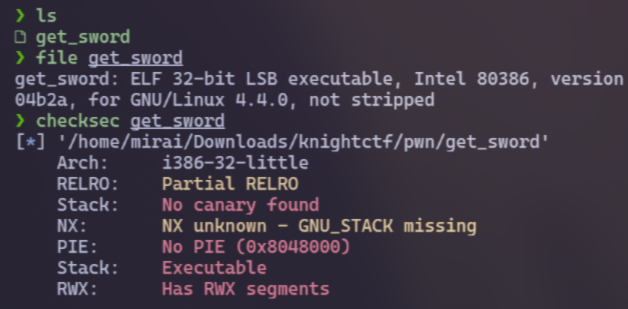 ❯ ls
get_sword
❯ file get_sword
get_sword: ELF 32-bit LSB executable, Intel 80386, version
04b2a, for GNU/Linux 4.4.0, not stripped
❯ checksec get_sword
[*] '/home/mirai/Downloads/knightctf/pwn/get_sword'
Arch: i386-32-little
RELRO: Partial RELRO
Stack: No canary found
NX: NX unknown - GNU_STACK missing
PIE: No PIE (0x8048000)
Stack: Executable
RWX: Has RWX segments